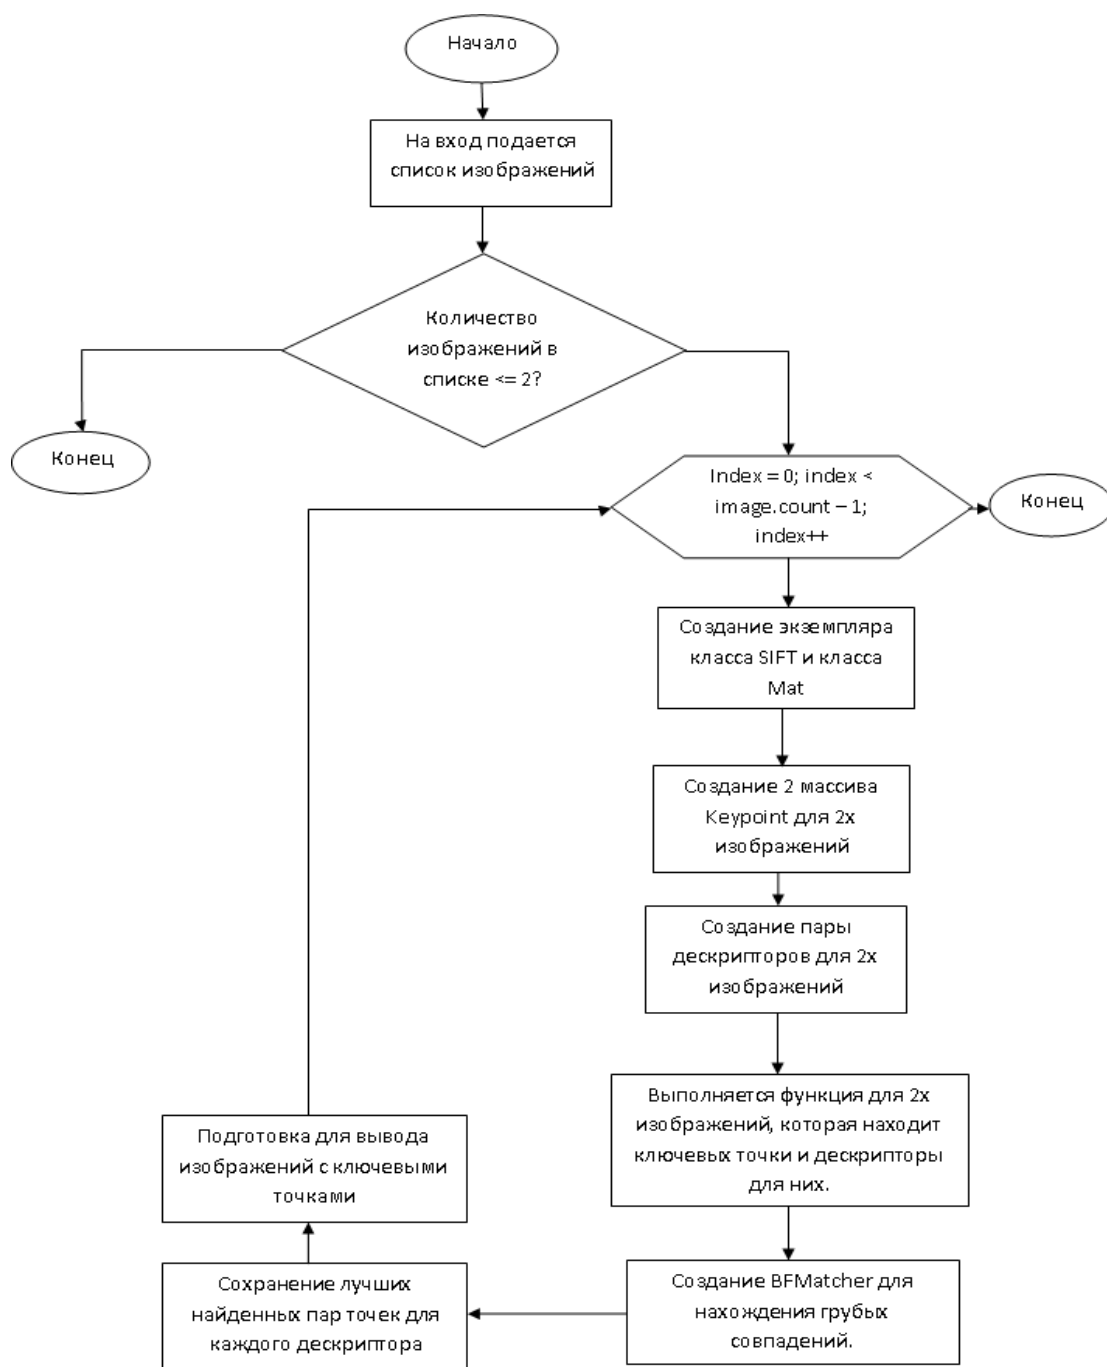 Начало
На вход подается
список изображений
Количество
изображений в
списке <= 2?
Конец
Index = 0; index <
image.count – 1;
index++
Конец
Создание экземпляра
класса SIFT и класса
Mat
Создание 2 массива
Keypoint для 2х
изображений
Создание пары
дескрипторов для 2х
изображений
Выполняется функция для 2х
изображений, которая находит
ключевых точки и дескрипторы
для них.
Создание BFMatcher для
нахождения грубых
совпадений.
Сохранение лучших
найденных пар точек для
каждого дескриптора
Подготовка для вывода
изображений с ключевыми
точками